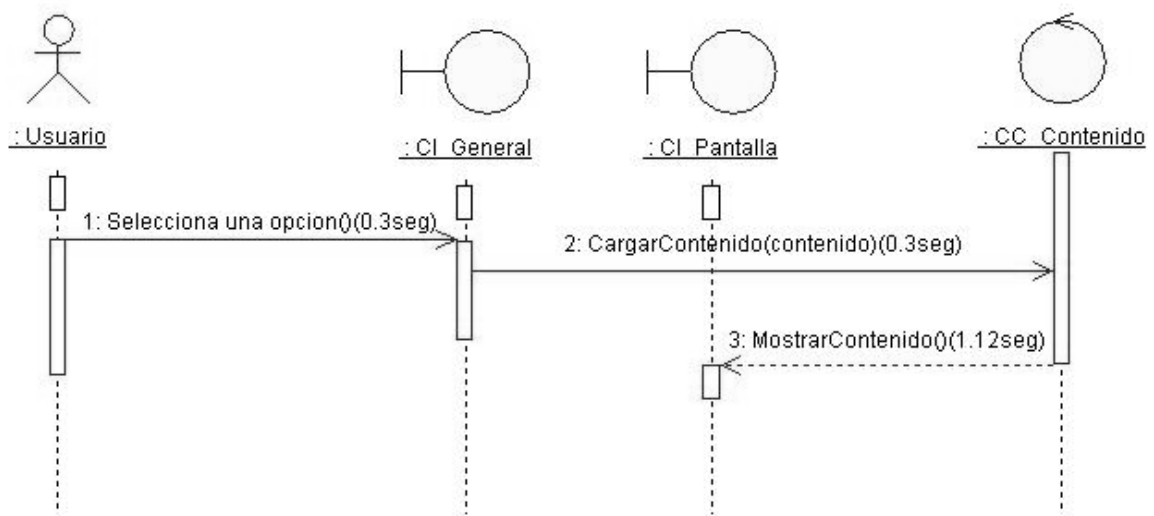 : Usuario
: CI_General
: CI_Pantalla
: CC_Contenido
1: Selecciona una opcion()(0.3seg)
2: CargarContenido(contenido)(0.3seg)
3: MostrarContenido()(1.12seg)